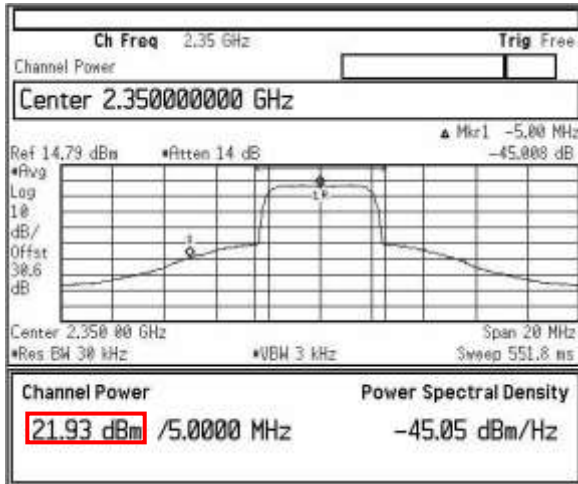 Ch Freq 2.35 GHz Trig Free
Channel Power
Center 2.350000000 GHz
Δ Mkr1 -5.00 MHz
Ref 14.79 dBm *Atten 14 dB -45.008 dB
*Avg
Log
10
dB/
Offst
30.6
dB
1R
1
Center 2.350 00 GHz Span 20 MHz
*Res BW 30 kHz *VBW 3 kHz Sweep 551.8 ms
Channel Power Power Spectral Density
21.93 dBm /5.0000 MHz -45.05 dBm/Hz